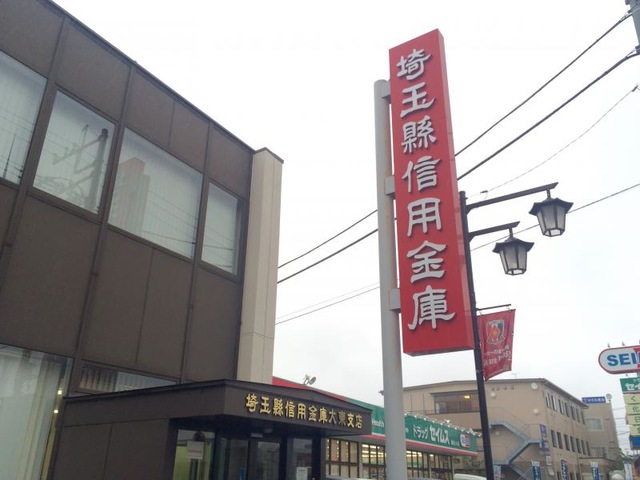 埼玉縣信用金庫
埼玉縣信用金庫大東支店
ドラッグ セイムス
SEI